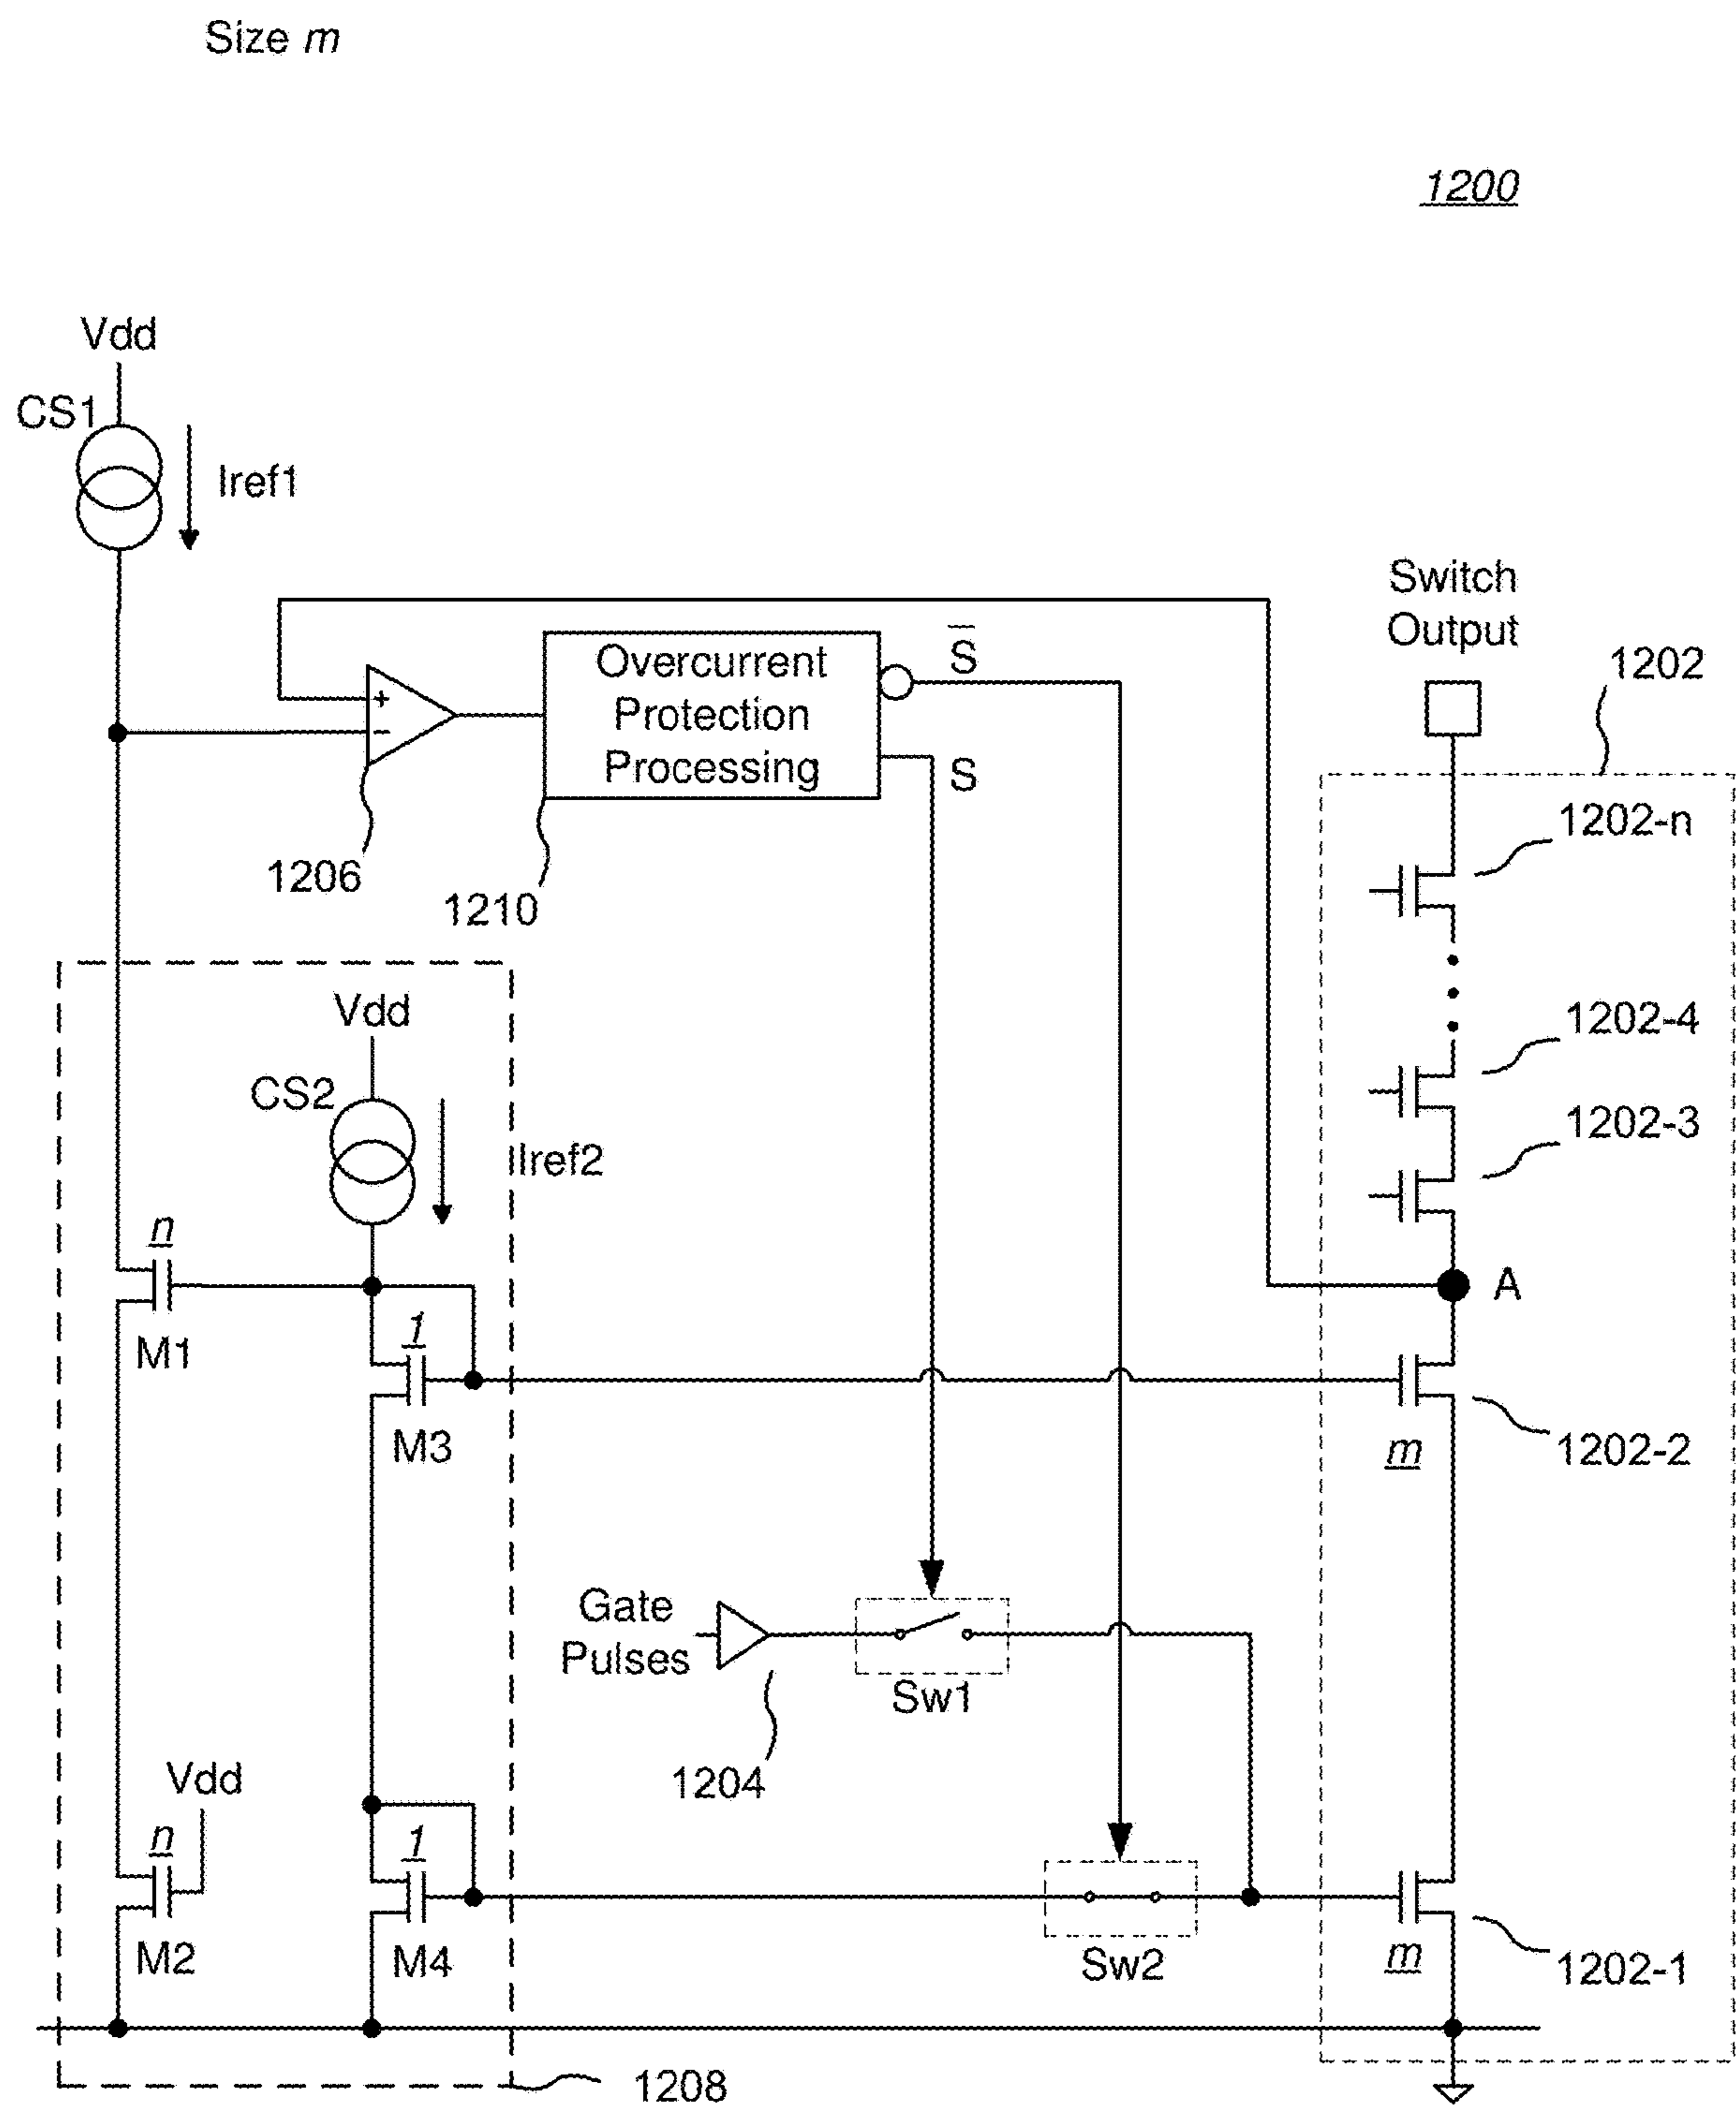 Size m
1200
Vdd
CS1
Iref1
Switch
Output
1202
Overcurrent
Protection
Processing
S̅
S
+
−
1206
1210
1202-n
Vdd
CS2
Iref2
1202-4
1202-3
n
M1
1
M3
A
m
1202-2
Gate
Pulses
Sw1
1204
Vdd
n
M2
1
M4
Sw2
m
1202-1
1208